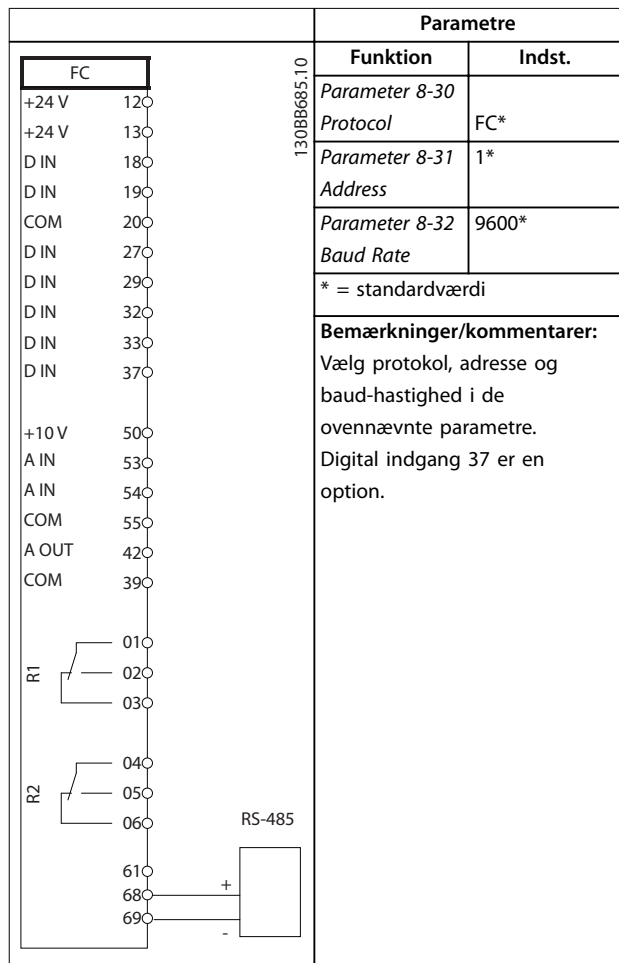 Parametre
Funktion Indst.
Parameter 8-30
Protocol FC*
Parameter 8-31 1*
Address
Parameter 8-32 9600*
Baud Rate
* = standardværdi
Bemærkninger/kommentarer:
Vælg protokol, adresse og
baud-hastighed i de
ovennævnte parametre.
Digital indgang 37 er en
option.
FC
130BB685.10
+24 V 12
+24 V 13
D IN 18
D IN 19
COM 20
D IN 27
D IN 29
D IN 32
D IN 33
D IN 37
+10 V 50
A IN 53
A IN 54
COM 55
A OUT 42
COM 39
R1
01
02
03
R2
04
05
06
RS-485
61
68 +
69 -